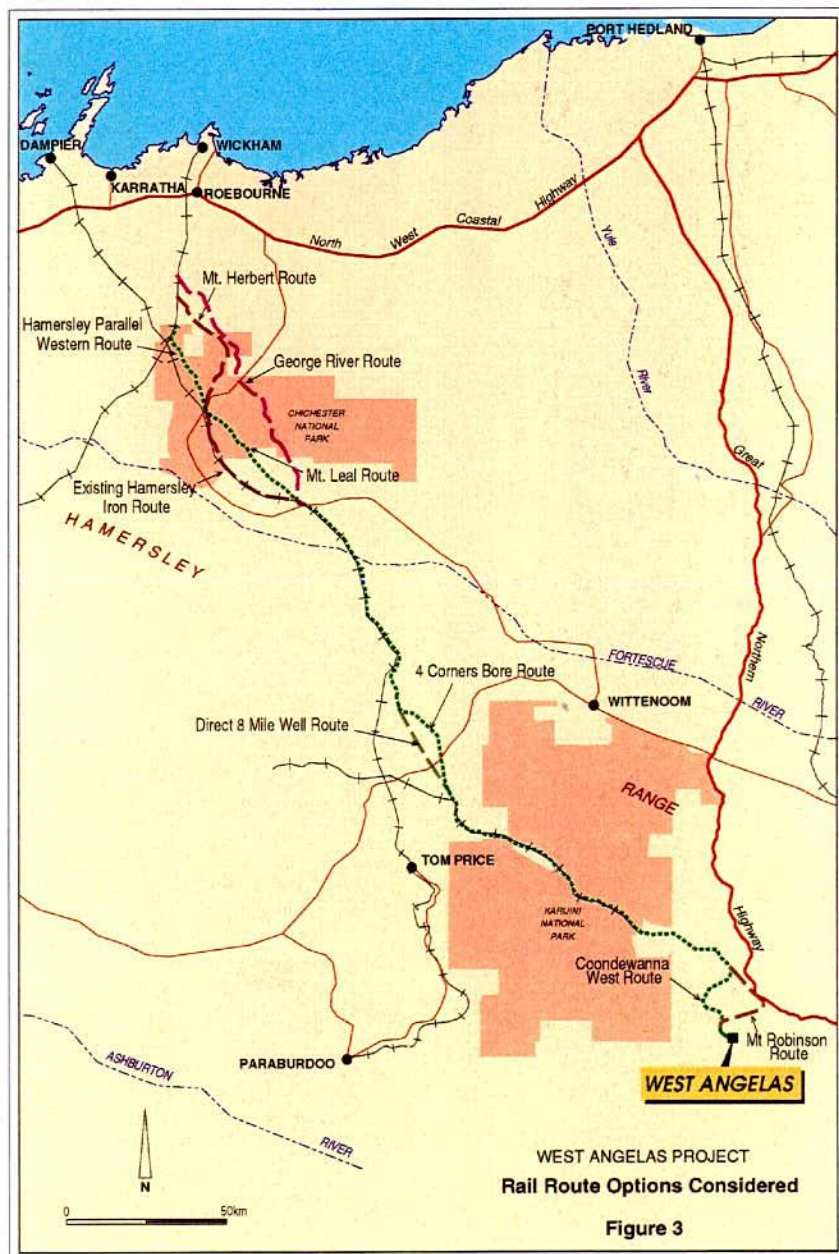 PORT HEDLAND
DAMPIER
WICKHAM
KARRATHA
ROEBOURNE
North West Coastal Highway
Yule River
Mt. Herbert Route
Hamersley Parallel
Western Route
George River Route
CHICHESTER
NATIONAL
PARK
Great Northern Highway
Mt. Leal Route
Existing Hamersley
Iron Route
HAMERSLEY
FORTESCUE
RIVER
4 Corners Bore Route
WITTENOOM
Direct 8 Mile Well Route
RANGE
TOM PRICE
KARIJINI
NATIONAL
PARK
Coondewanna
West Route
Mt Robinson
Route
PARABURDOO
ASHBURTON
RIVER
WEST ANGELAS
N
0 50km
WEST ANGELAS PROJECT
Rail Route Options Considered
Figure 3